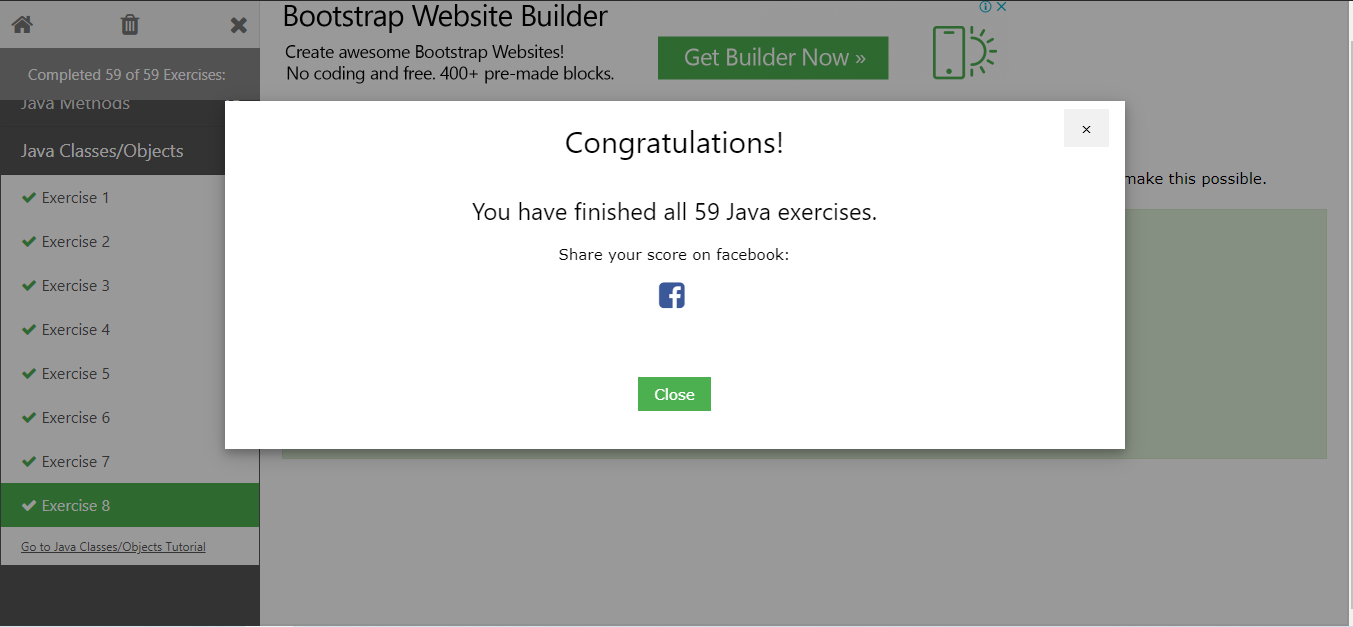 Bootstrap Website Builder
Create awesome Bootstrap Websites!
No coding and free. 400+ pre-made blocks.
Get Builder Now »
Completed 59 of 59 Exercises:
Java Methods
Java Classes/Objects
Exercise 1
Exercise 2
Exercise 3
Exercise 4
Exercise 5
Exercise 6
Exercise 7
Exercise 8
Go to Java Classes/Objects Tutorial
×
Congratulations!
You have finished all 59 Java exercises.
Share your score on facebook:
Close
make this possible.